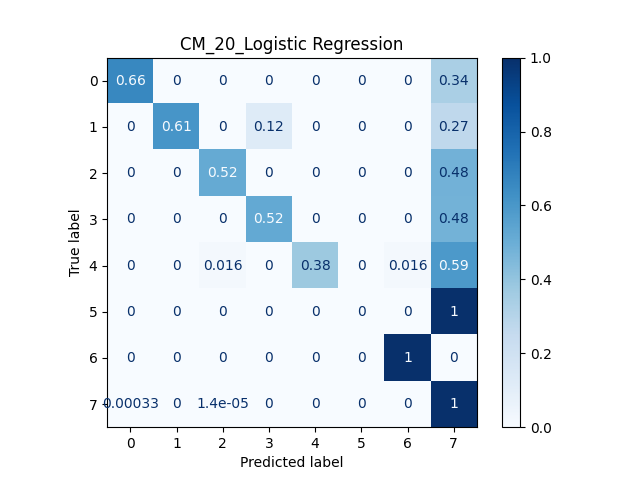 CM_20_Logistic Regression
0 0.66 0 0 0 0 0 0 0.34 1.0
1 0 0.61 0 0.12 0 0 0 0.27 0.8
2 0 0 0.52 0 0 0 0 0.48
3 0 0 0 0.52 0 0 0 0.48 0.6
4 0 0 0.016 0 0.38 0 0.016 0.59 0.4
5 0 0 0 0 0 0 0 1
6 0 0 0 0 0 0 1 0 0.2
7 0.00033 0 1.4e-05 0 0 0 0 1 0.0
0 1 2 3 4 5 6 7
Predicted label
True label